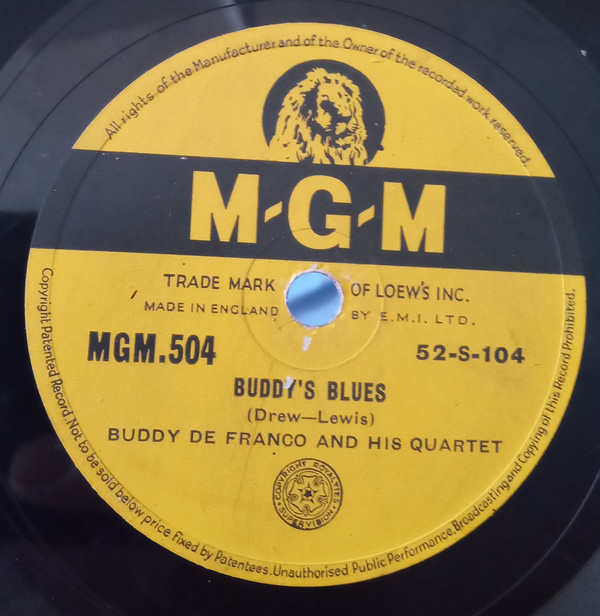 All rights of the Manufacturer and of the Owner of the recorded work reserved.
M-G-M
TRADE MARK OF LOEW'S INC.
MADE IN ENGLAND BY E.M.I. LTD.
MGM.504 52-S-104
BUDDY'S BLUES
(Drew—Lewis)
BUDDY DE FRANCO AND HIS QUARTET
COPYRIGHT ROYALTIES
SUPERVISION
Copyright Patented Record. Not to be sold below price fixed by Patentees. Unauthorised Public Performance, Broadcasting and Copying of this Record Prohibited.